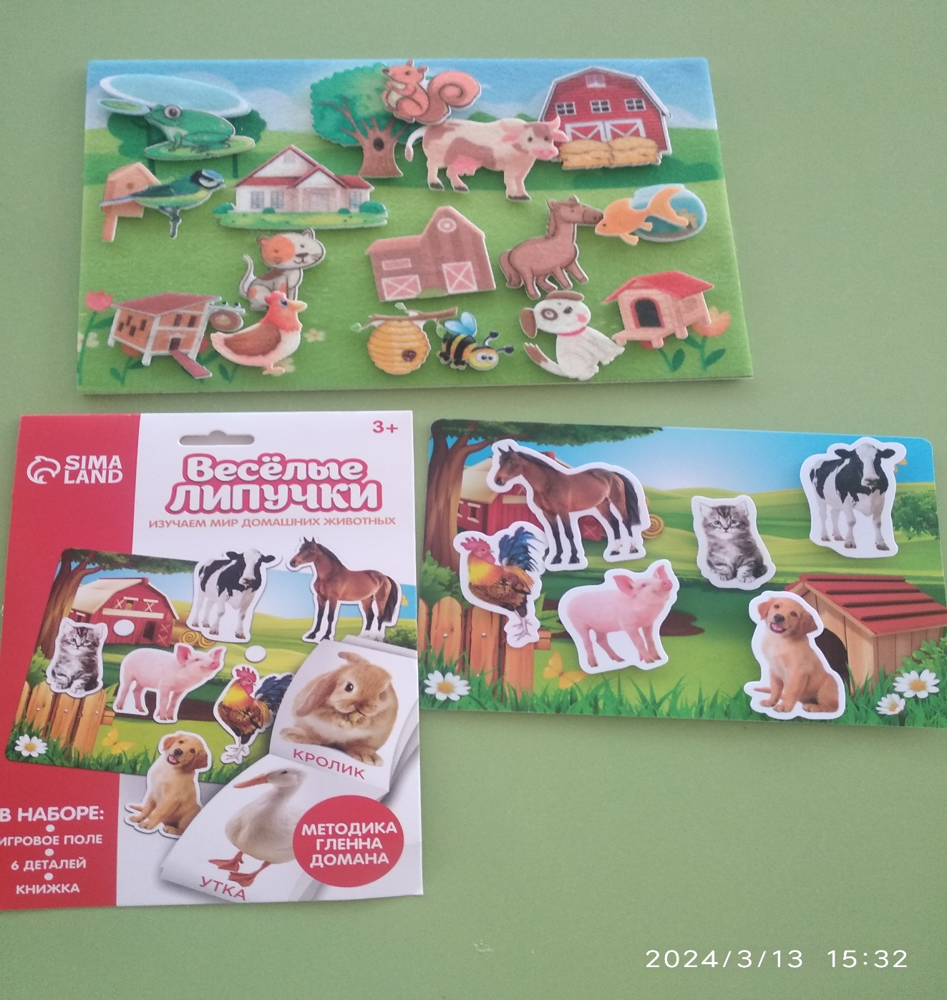 3+
SIMA
LAND
Весёлые
липучки
ИЗУЧАЕМ МИР ДОМАШНИХ ЖИВОТНЫХ
КРОЛИК
УТКА
В НАБОРЕ:
ИГРОВОЕ ПОЛЕ
6 ДЕТАЛЕЙ
КНИЖКА
МЕТОДИКА
ГЛЕННА
ДОМАНА
2024/3/13 15:32